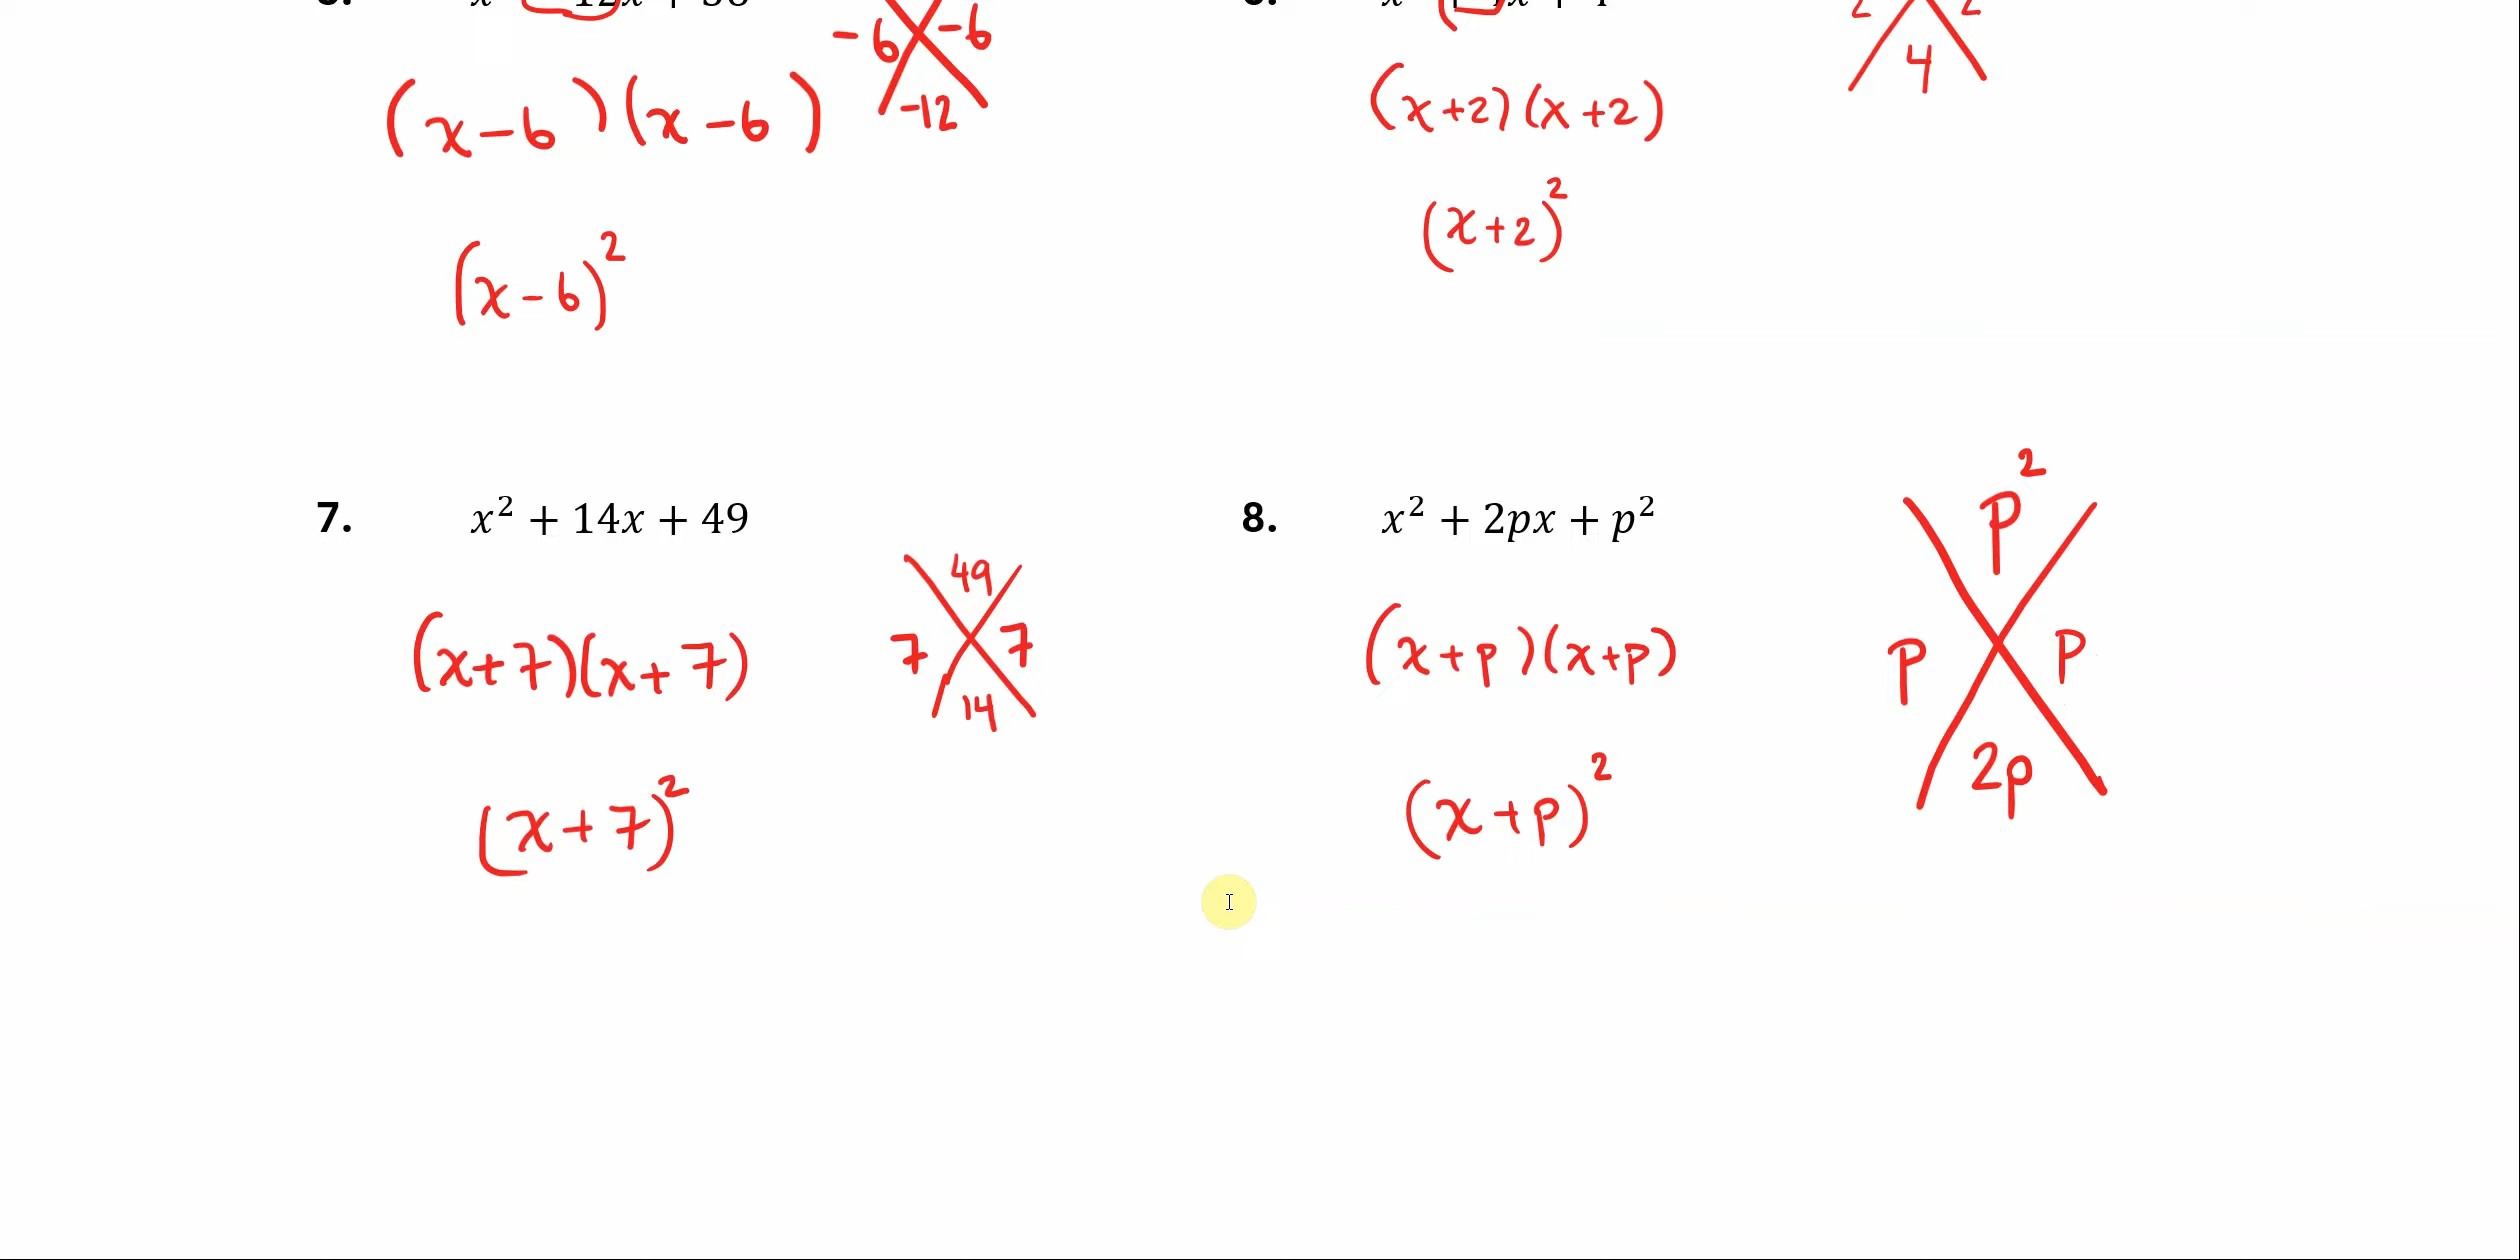 -6 -6
(x-6)(x-6)
-12
(x-6)²
4
(x+2)(x+2)
(x+2)²
7. x² + 14x + 49
49
7 7
14
(x+7)(x+7)
(x+7)²
8. x² + 2px + p²
p²
p p
2p
(x+p)(x+p)
(x+p)²